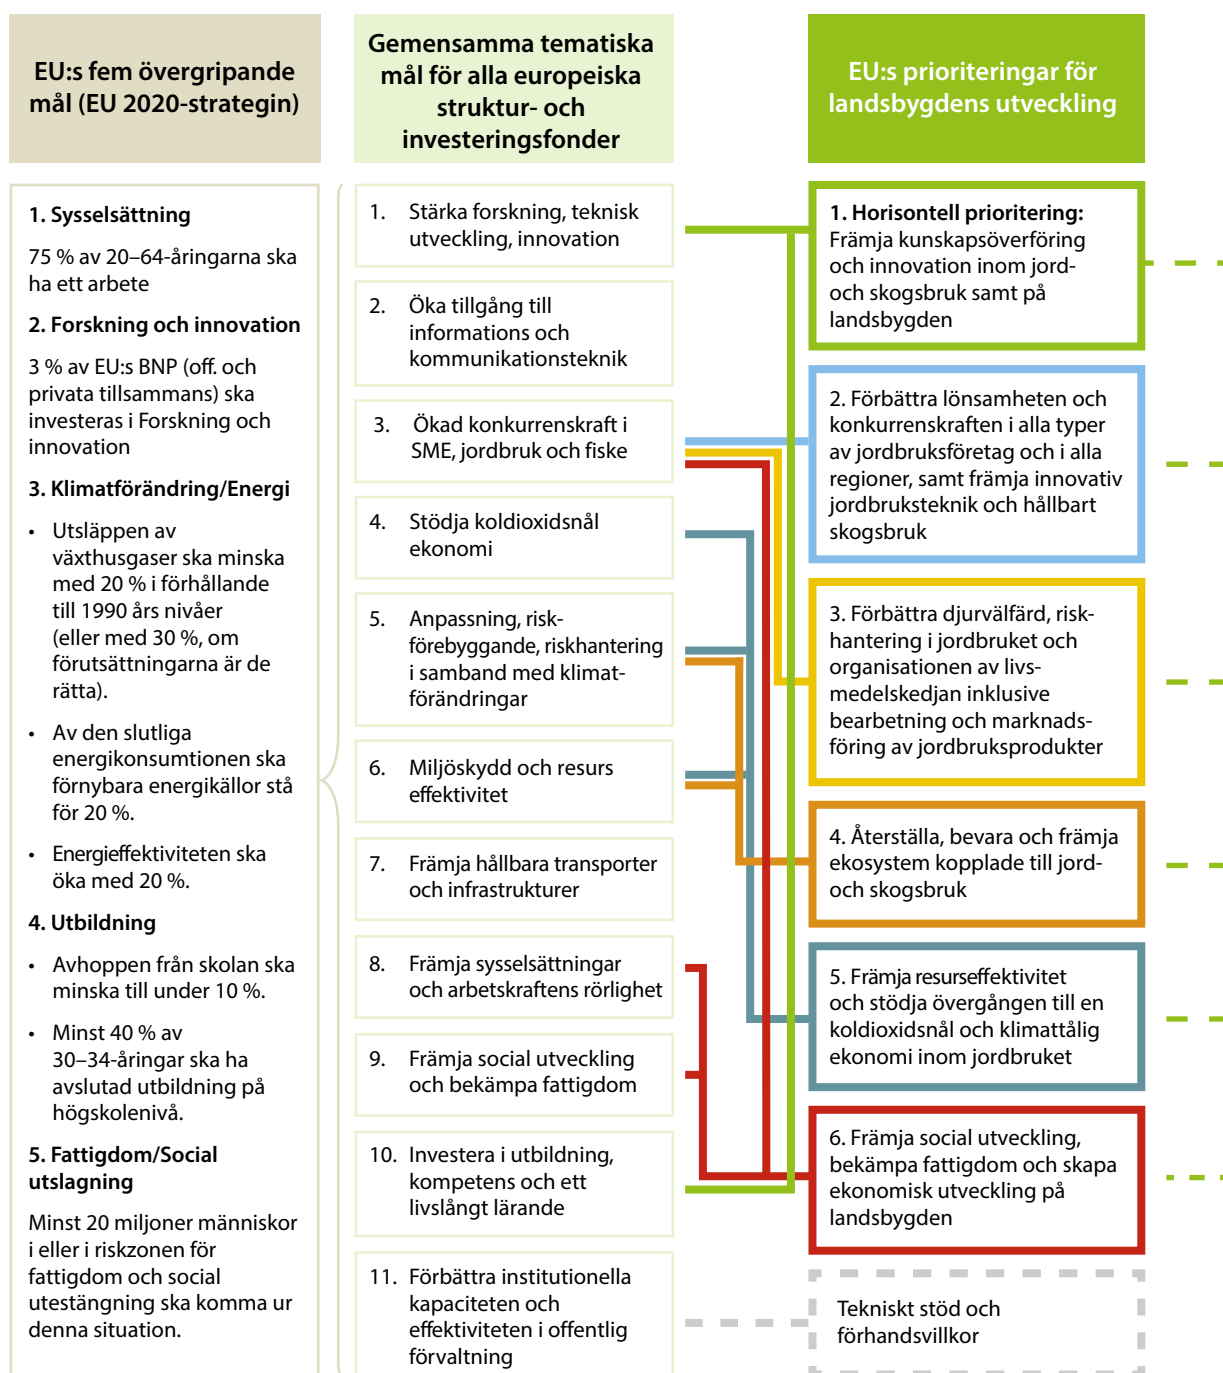 EU:s fem övergripande
mål (EU 2020-strategin)
1. Sysselsättning
75 % av 20–64-åringarna ska
ha ett arbete
2. Forskning och innovation
3 % av EU:s BNP (off. och
privata tillsammans) ska
investeras i Forskning och
innovation
3. Klimatförändring/Energi
• Utsläppen av
växthusgaser ska minska
med 20 % i förhållande
till 1990 års nivåer
(eller med 30 %, om
förutsättningarna är de
rätta).
• Av den slutliga
energikonsumtionen ska
förnybara energikällor stå
för 20 %.
• Energieffektiviteten ska
öka med 20 %.
4. Utbildning
• Avhoppen från skolan ska
minska till under 10 %.
• Minst 40 % av
30–34-åringar ska ha
avslutad utbildning på
högskolenivå.
5. Fattigdom/Social
utslagning
Minst 20 miljoner människor
i eller i riskzonen för
fattigdom och social
utestängning ska komma ur
denna situation.
Gemensamma tematiska
mål för alla europeiska
struktur- och
investeringsfonder
1. Stärka forskning, teknisk
utveckling, innovation
2. Öka tillgång till
informations och
kommunikationsteknik
3. Ökad konkurrenskraft i
SME, jordbruk och fiske
4. Stödja koldioxidsnål
ekonomi
5. Anpassning, risk-
förebyggande, riskhantering
i samband med klimat-
förändringar
6. Miljöskydd och resurs
effektivitet
7. Främja hållbara transporter
och infrastrukturer
8. Främja sysselsättningar
och arbetskraftens rörlighet
9. Främja social utveckling
och bekämpa fattigdom
10. Investera i utbildning,
kompetens och ett
livslångt lärande
11. Förbättra institutionella
kapaciteten och
effektiviteten i offentlig
förvaltning
EU:s prioriteringar för
landsbygdens utveckling
1. Horisontell prioritering:
Främja kunskapsöverföring
och innovation inom jord-
och skogsbruk samt på
landsbygden
2. Förbättra lönsamheten och
konkurrenskraften i alla typer
av jordbruksföretag och i alla
regioner, samt främja innovativ
jordbruksteknik och hållbart
skogsbruk
3. Förbättra djurvälfärd, risk-
hantering i jordbruket och
organisationen av livs-
medelskedjan inklusive
bearbetning och marknads-
föring av jordbruksprodukter
4. Återställa, bevara och främja
ekosystem kopplade till jord-
och skogsbruk
5. Främja resurseffektivitet
och stödja övergången till en
koldioxidsnål och klimattålig
ekonomi inom jordbruket
6. Främja social utveckling,
bekämpa fattigdom och skapa
ekonomisk utveckling på
landsbygden
Tekniskt stöd och
förhandsvillkor